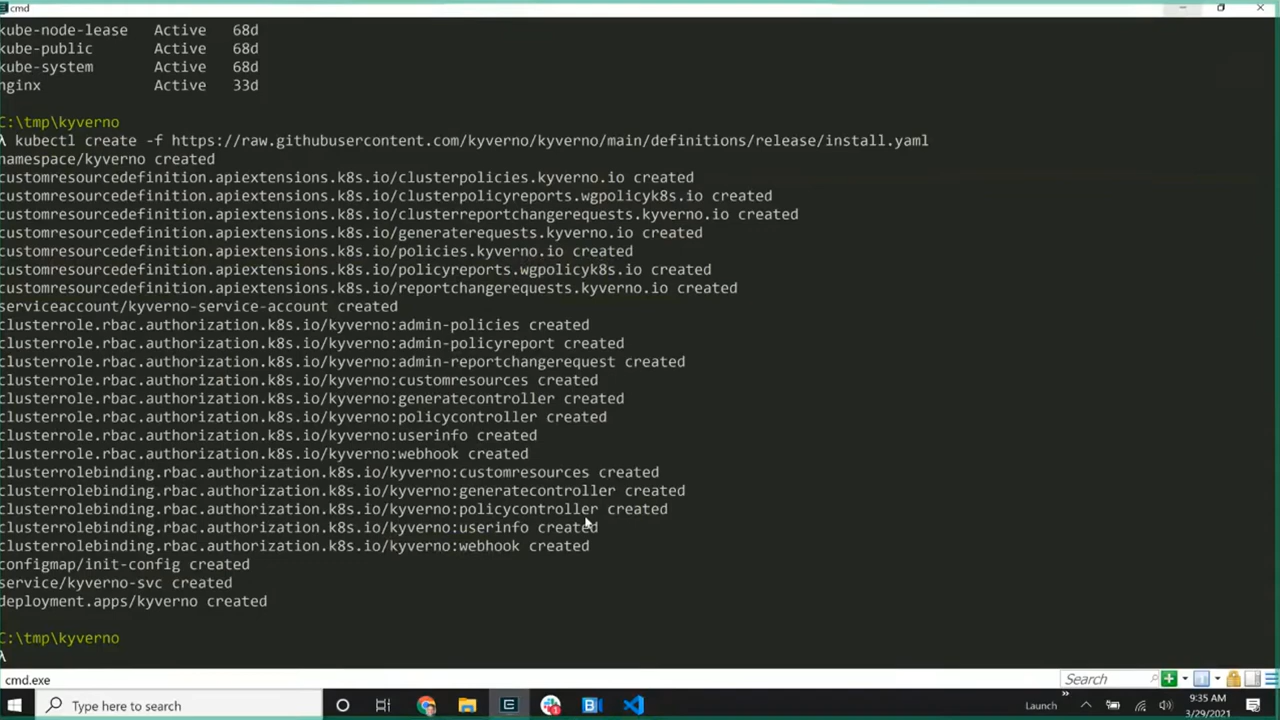 cmd
kube-node-lease Active 68d
kube-public Active 68d
kube-system Active 68d
nginx Active 33d
C:\tmp\kyverno
λ kubectl create -f https://raw.githubusercontent.com/kyverno/kyverno/main/definitions/release/install.yaml
namespace/kyverno created
customresourcedefinition.apiextensions.k8s.io/clusterpolicies.kyverno.io created
customresourcedefinition.apiextensions.k8s.io/clusterpolicyreports.wgpolicyk8s.io created
customresourcedefinition.apiextensions.k8s.io/clusterreportchangerequests.kyverno.io created
customresourcedefinition.apiextensions.k8s.io/generaterequests.kyverno.io created
customresourcedefinition.apiextensions.k8s.io/policies.kyverno.io created
customresourcedefinition.apiextensions.k8s.io/policyreports.wgpolicyk8s.io created
customresourcedefinition.apiextensions.k8s.io/reportchangerequests.kyverno.io created
serviceaccount/kyverno-service-account created
clusterrole.rbac.authorization.k8s.io/kyverno:admin-policies created
clusterrole.rbac.authorization.k8s.io/kyverno:admin-policyreport created
clusterrole.rbac.authorization.k8s.io/kyverno:admin-reportchangerequest created
clusterrole.rbac.authorization.k8s.io/kyverno:customresources created
clusterrole.rbac.authorization.k8s.io/kyverno:generatecontroller created
clusterrole.rbac.authorization.k8s.io/kyverno:policycontroller created
clusterrole.rbac.authorization.k8s.io/kyverno:userinfo created
clusterrole.rbac.authorization.k8s.io/kyverno:webhook created
clusterrolebinding.rbac.authorization.k8s.io/kyverno:customresources created
clusterrolebinding.rbac.authorization.k8s.io/kyverno:generatecontroller created
clusterrolebinding.rbac.authorization.k8s.io/kyverno:policycontroller created
clusterrolebinding.rbac.authorization.k8s.io/kyverno:userinfo created
clusterrolebinding.rbac.authorization.k8s.io/kyverno:webhook created
configmap/init-config created
service/kyverno-svc created
deployment.apps/kyverno created
C:\tmp\kyverno
λ
cmd.exe
Search
Type here to search
Launch
9:35 AM
3/29/2021